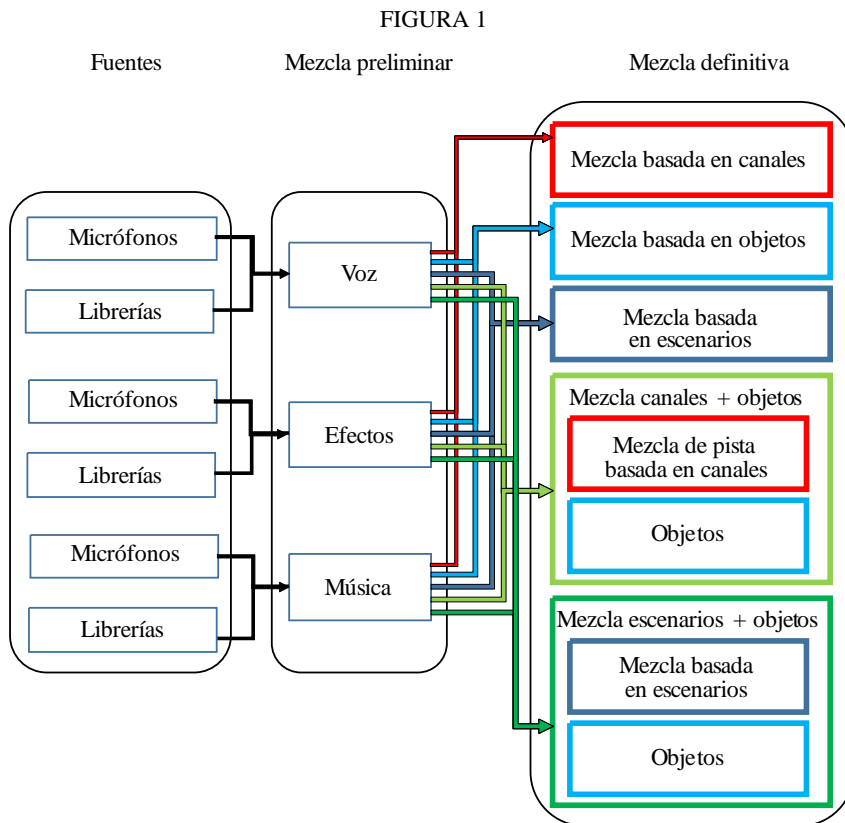 FIGURA 1
Fuentes
Mezcla preliminar
Mezcla definitiva
Micrófonos
Librerías
Micrófonos
Librerías
Micrófonos
Librerías
Voz
Efectos
Música
Mezcla basada en canales
Mezcla basada en objetos
Mezcla basada
en escenarios
Mezcla canales + objetos
Mezcla de pista
basada en canales
Objetos
Mezcla escenarios + objetos
Mezcla basada
en escenarios
Objetos